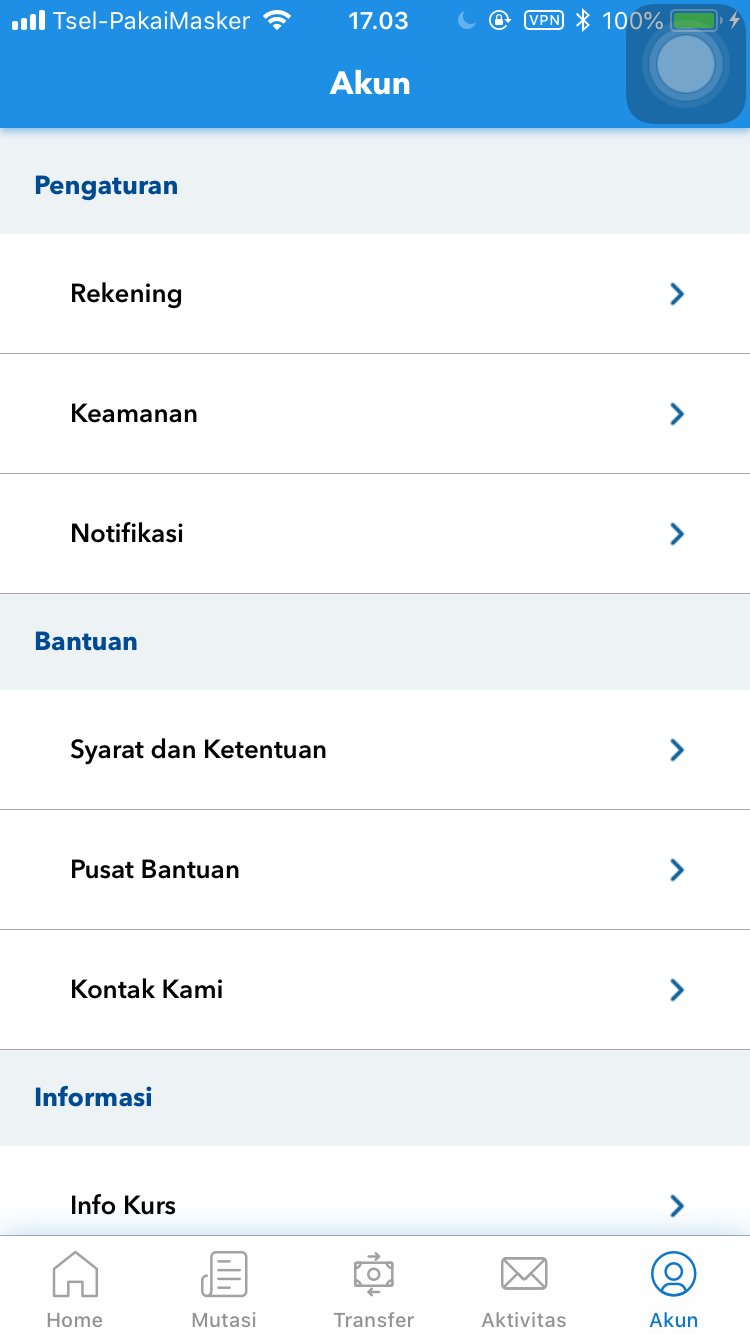 Tsel-PakaiMasker 17.03 VPN 100%
Akun
Pengaturan
Rekening
Keamanan
Notifikasi
Bantuan
Syarat dan Ketentuan
Pusat Bantuan
Kontak Kami
Informasi
Info Kurs
Home Mutasi Transfer Aktivitas Akun